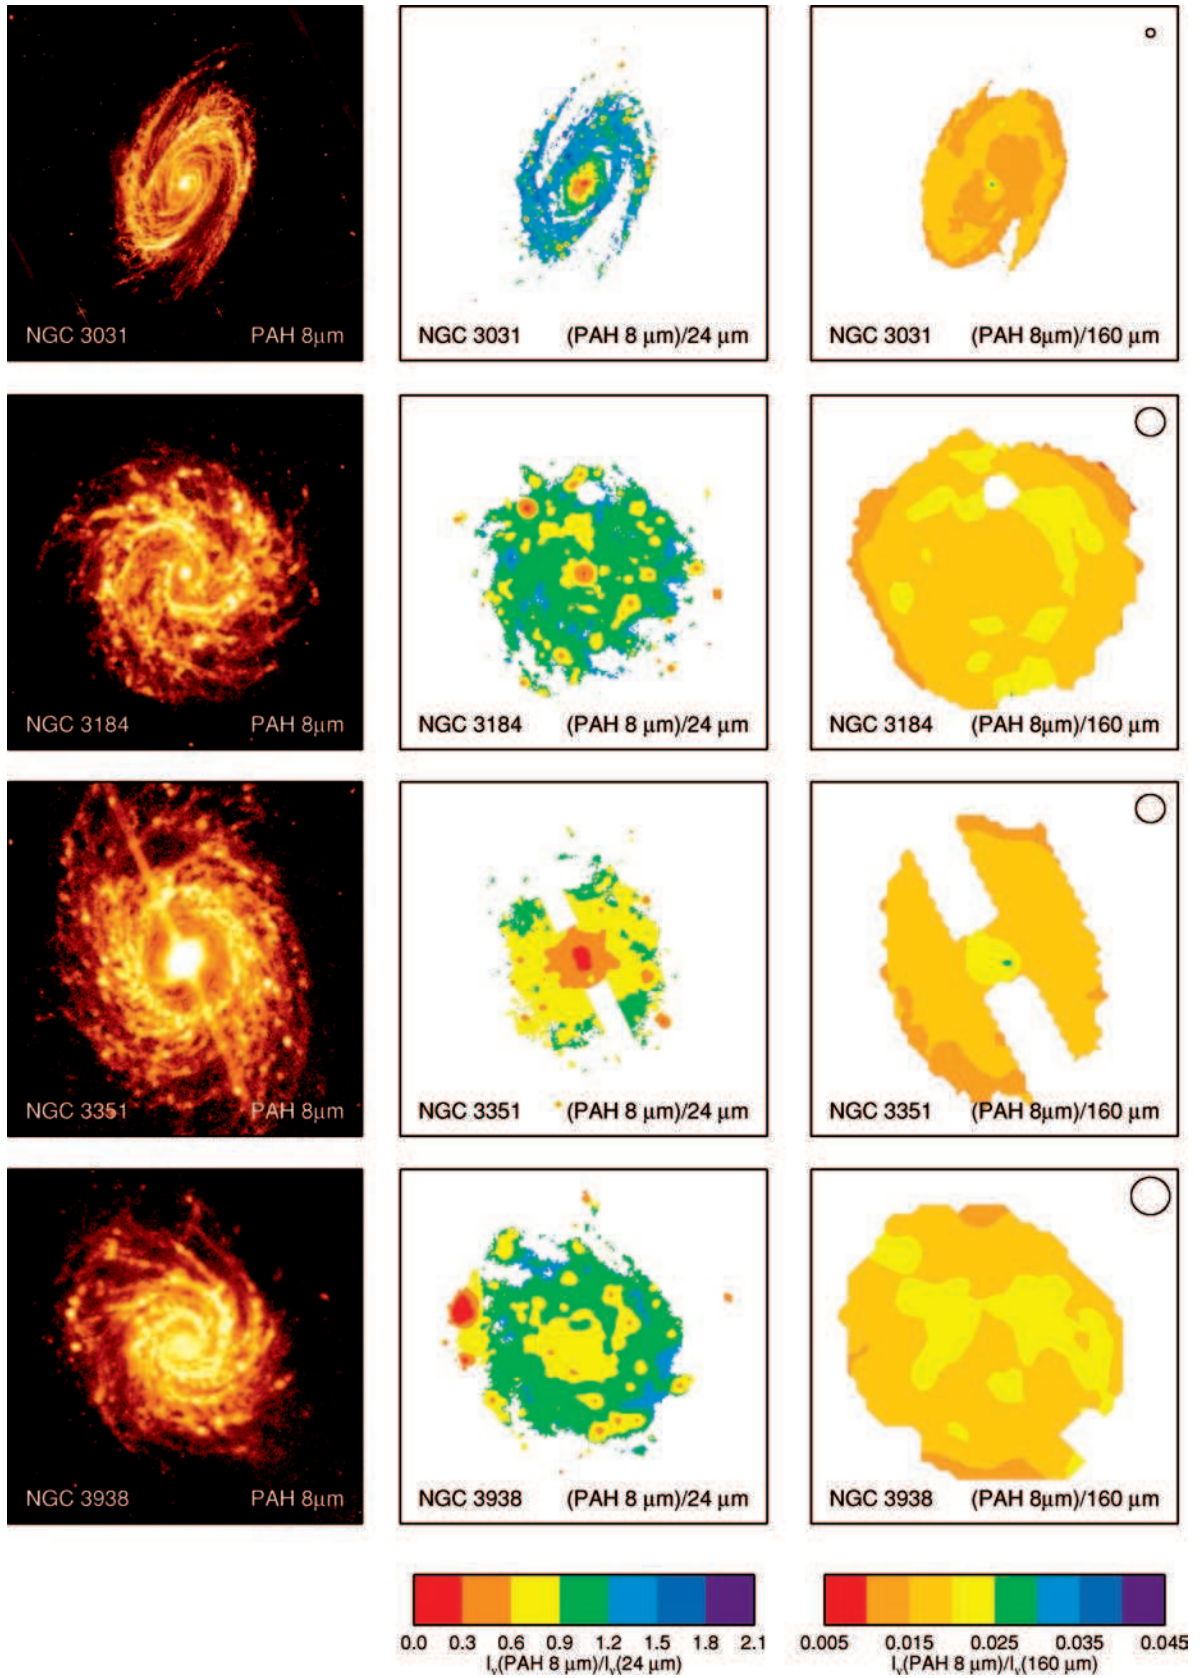 NGC 3031 PAH 8μm
NGC 3031 (PAH 8 μm)/24 μm
NGC 3031 (PAH 8μm)/160 μm
NGC 3184 PAH 8μm
NGC 3184 (PAH 8 μm)/24 μm
NGC 3184 (PAH 8μm)/160 μm
NGC 3351 PAH 8μm
NGC 3351 (PAH 8 μm)/24 μm
NGC 3351 (PAH 8μm)/160 μm
NGC 3938 PAH 8μm
NGC 3938 (PAH 8 μm)/24 μm
NGC 3938 (PAH 8μm)/160 μm
0.0 0.3 0.6 0.9 1.2 1.5 1.8 2.1
Iν(PAH 8 μm)/Iν(24 μm)
0.005 0.015 0.025 0.035 0.045
Iν(PAH 8 μm)/Iν(160 μm)